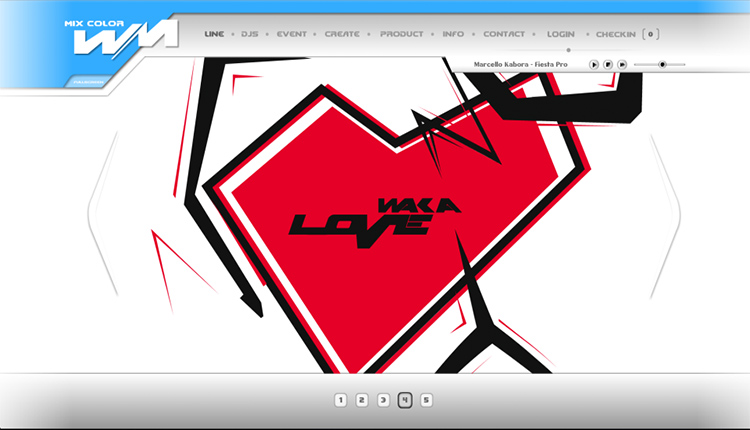 MIX COLOR
WM
LINE DJS EVENT CREATE PRODUCT INFO CONTACT LOGIN CHECKIN [0]
Marcello Kabora - Fiesta Pro
WAKA
LOVE
1 2 3 4 5